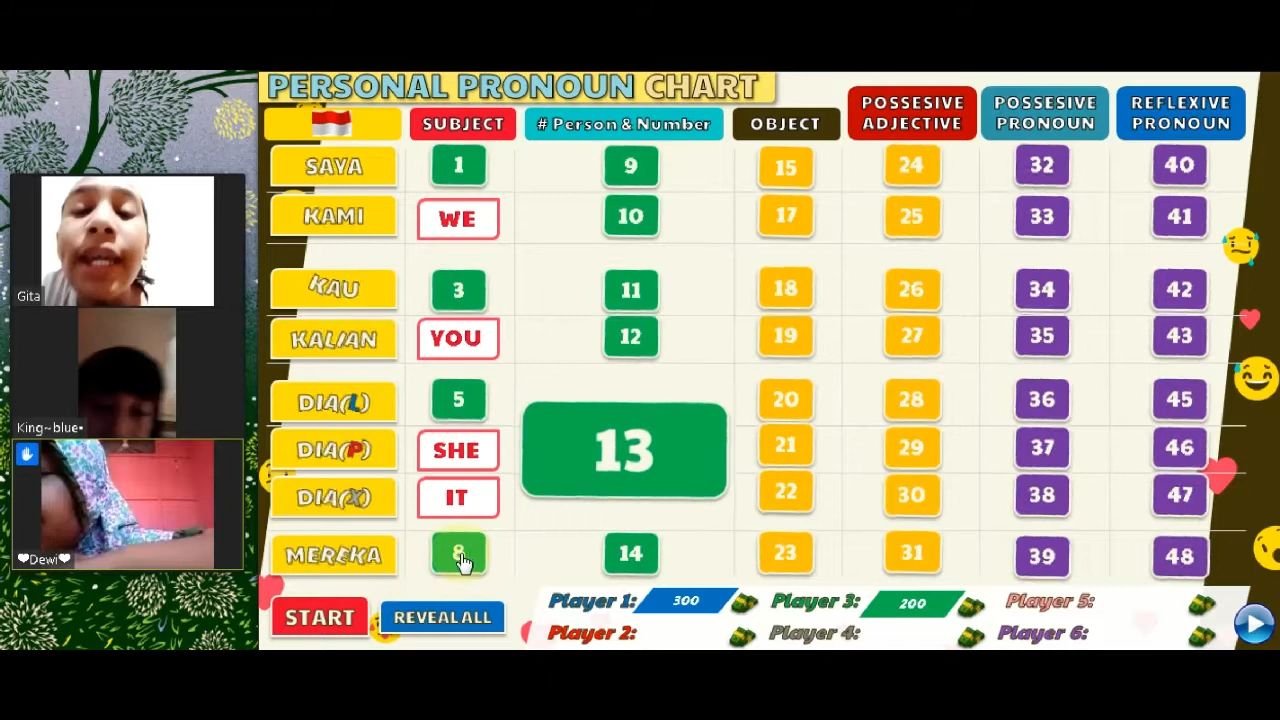 PERSONAL PRONOUN CHART
SUBJECT # Person & Number OBJECT POSSESIVE ADJECTIVE POSSESIVE PRONOUN REFLEXIVE PRONOUN
SAYA 1 9 15 24 32 40
KAMI WE 10 17 25 33 41
KAU 3 11 18 26 34 42
KALIAN YOU 12 19 27 35 43
DIA(L) 5 20 28 36 45
DIA(P) SHE 13 21 29 37 46
DIA(X) IT 22 30 38 47
MEREKA 8 14 23 31 39 48
START REVEAL ALL
Player 1: 300 Player 3: 200 Player 5:
Player 2: Player 4: Player 6:
Gita
King~blue•
❤Dewi❤